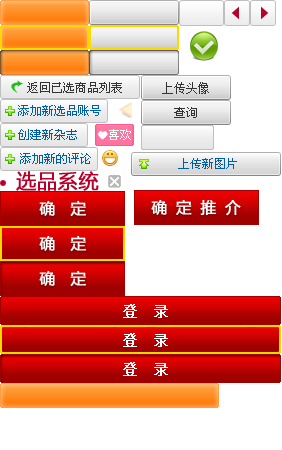 返回已选商品列表
上传头像
添加新选品账号
查询
创建新杂志
喜欢
添加新的评论
上传新图片
选品系统
确 定
确 定 推 介
确 定
确 定
登 录
登 录
登 录